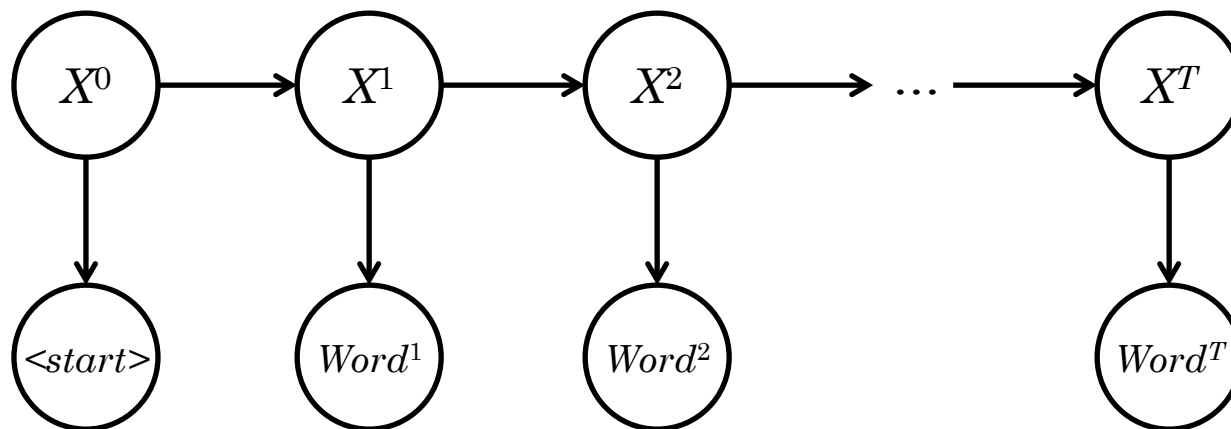 X⁰ X¹ X² ... Xᵀ
<start> Word¹ Word² Wordᵀ